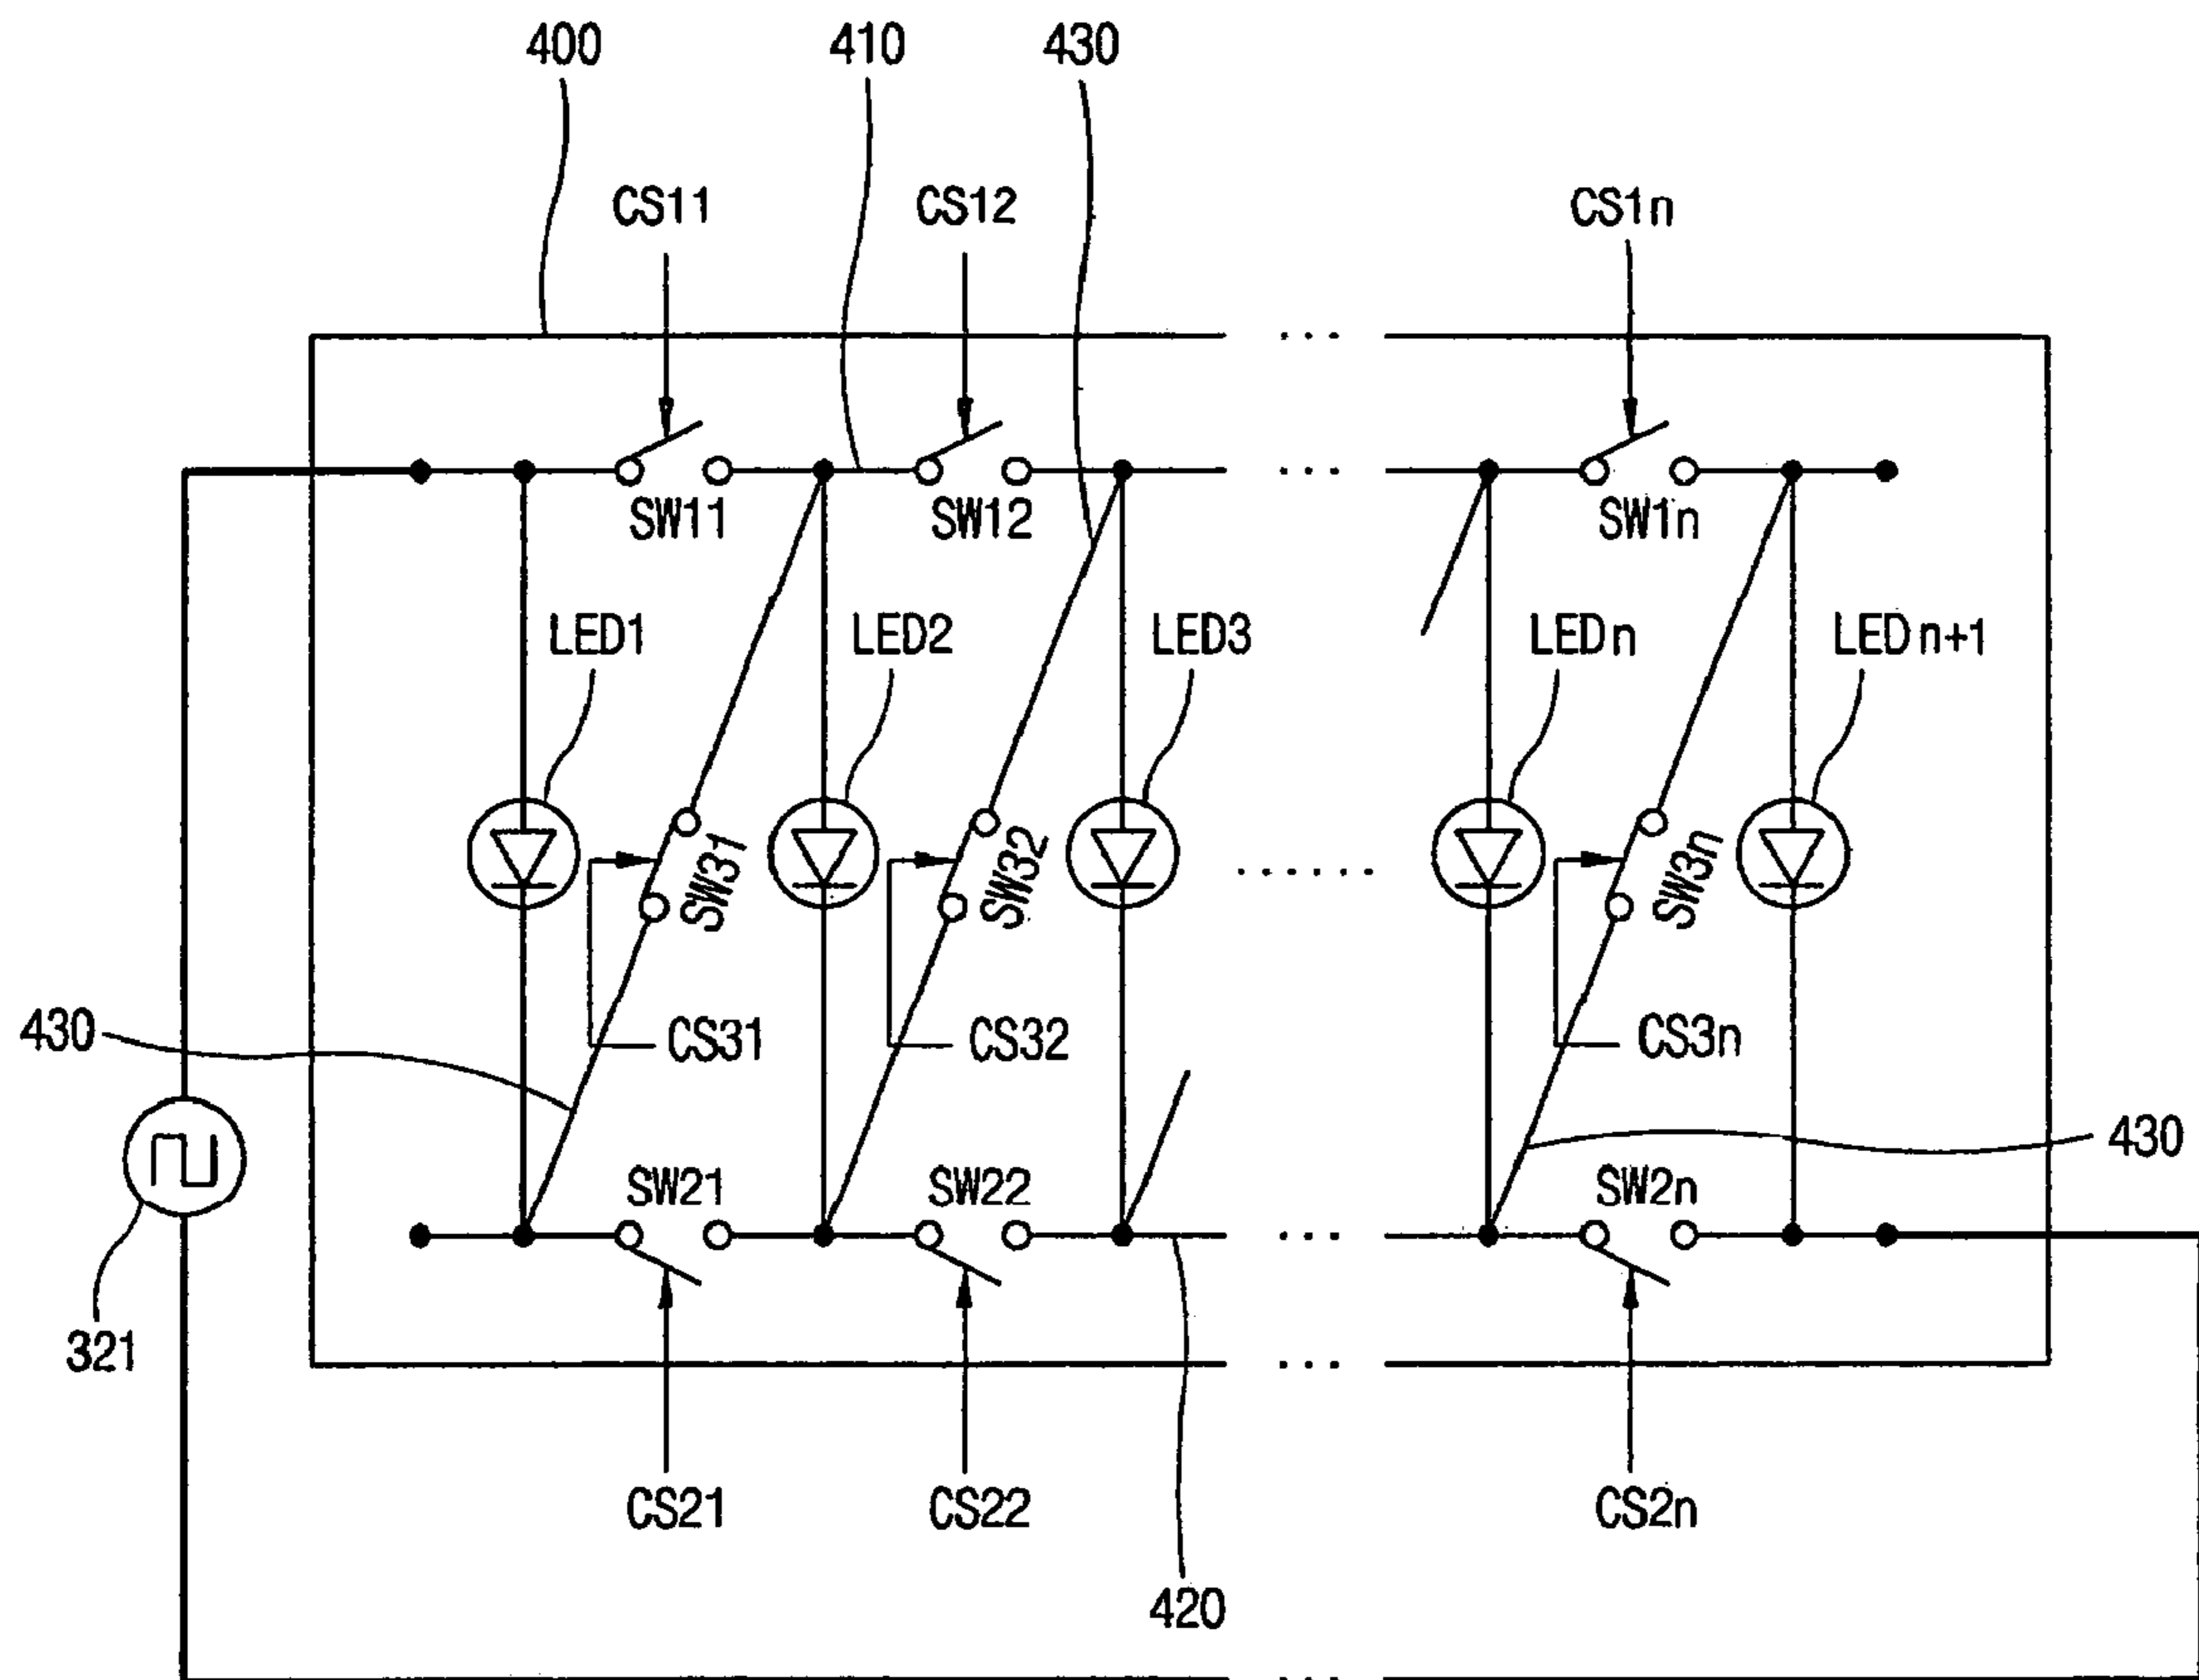 400
410
430
CS11
CS12
CS1n
SW11
SW12
SW1n
LED1
LED2
LED3
LEDn
LEDn+1
SW31
SW32
SW3n
430
CS31
CS32
CS3n
430
SW21
SW22
SW2n
321
CS21
CS22
CS2n
420